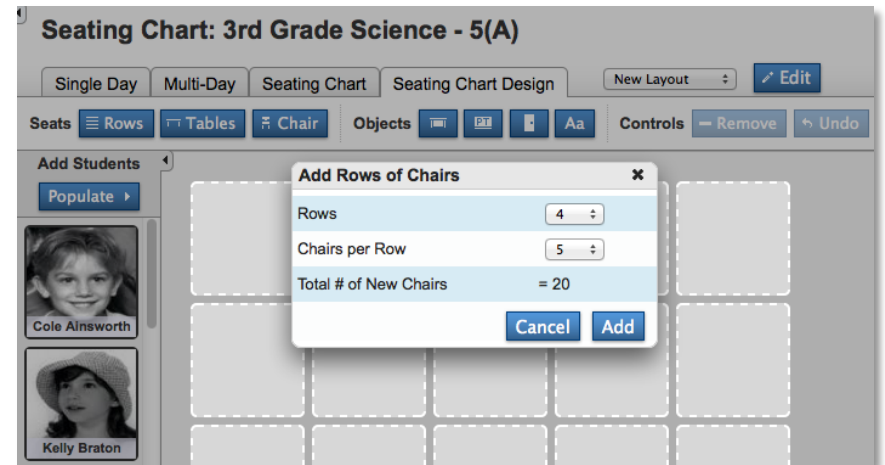 Seating Chart: 3rd Grade Science - 5(A)
Single Day Multi-Day Seating Chart Seating Chart Design New Layout Edit
Seats Rows Tables Chair Objects PT Aa Controls Remove Undo
Add Students
Populate
Add Rows of Chairs
Rows 4
Chairs per Row 5
Total # of New Chairs = 20
Cancel Add
Cole Ainsworth
Kelly Braton